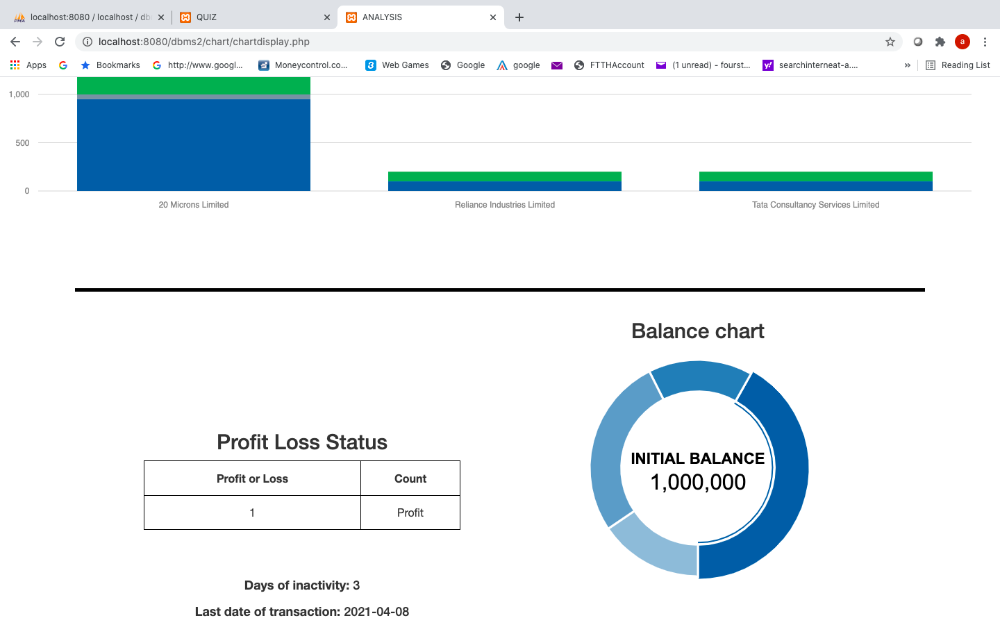 localhost:8080 / localhost / db
QUIZ
ANALYSIS
localhost:8080/dbms2/chart/chartdisplay.php
a
Apps
Bookmarks
http://www.googl...
Moneycontrol.co...
Web Games
Google
google
FTTHAccount
(1 unread) - fourst...
searchinterneat-a....
»
Reading List
1,000
500
0
20 Microns Limited
Reliance Industries Limited
Tata Consultancy Services Limited
Balance chart
INITIAL BALANCE
1,000,000
Profit Loss Status
Profit or Loss Count
1 Profit
Days of inactivity: 3
Last date of transaction: 2021-04-08